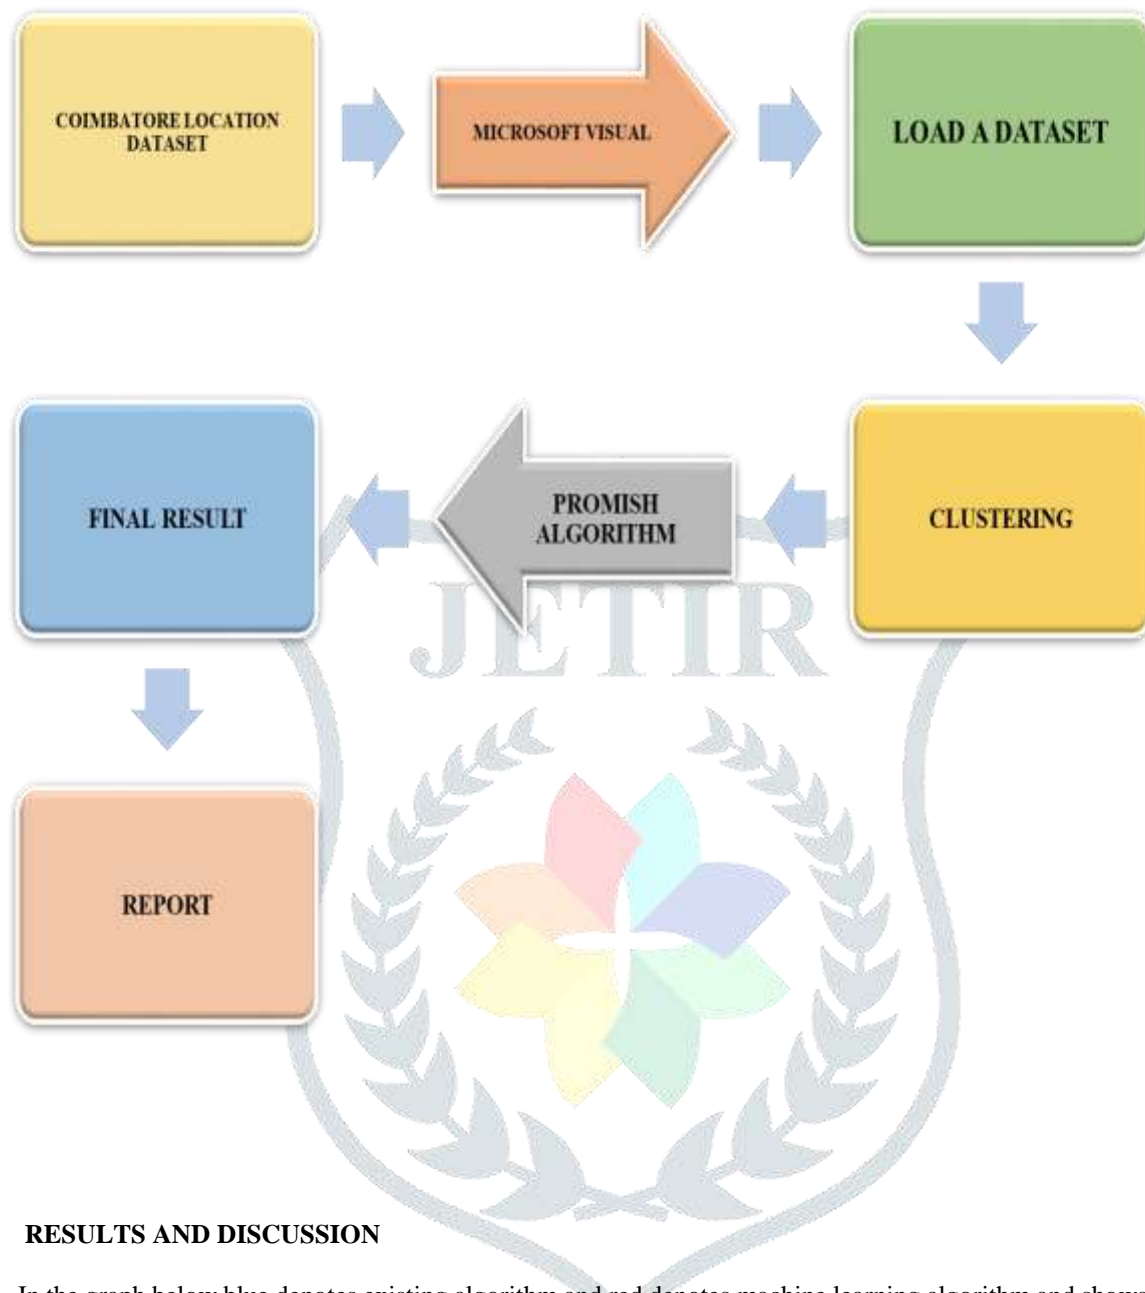 COIMBATORE LOCATION
DATASET
MICROSOFT VISUAL
LOAD A DATASET
FINAL RESULT
PROMISH
ALGORITHM
CLUSTERING
JETIR
REPORT
RESULTS AND DISCUSSION
In the graph below blue denotes existing algorithm and red denotes machine learning algorithm and show